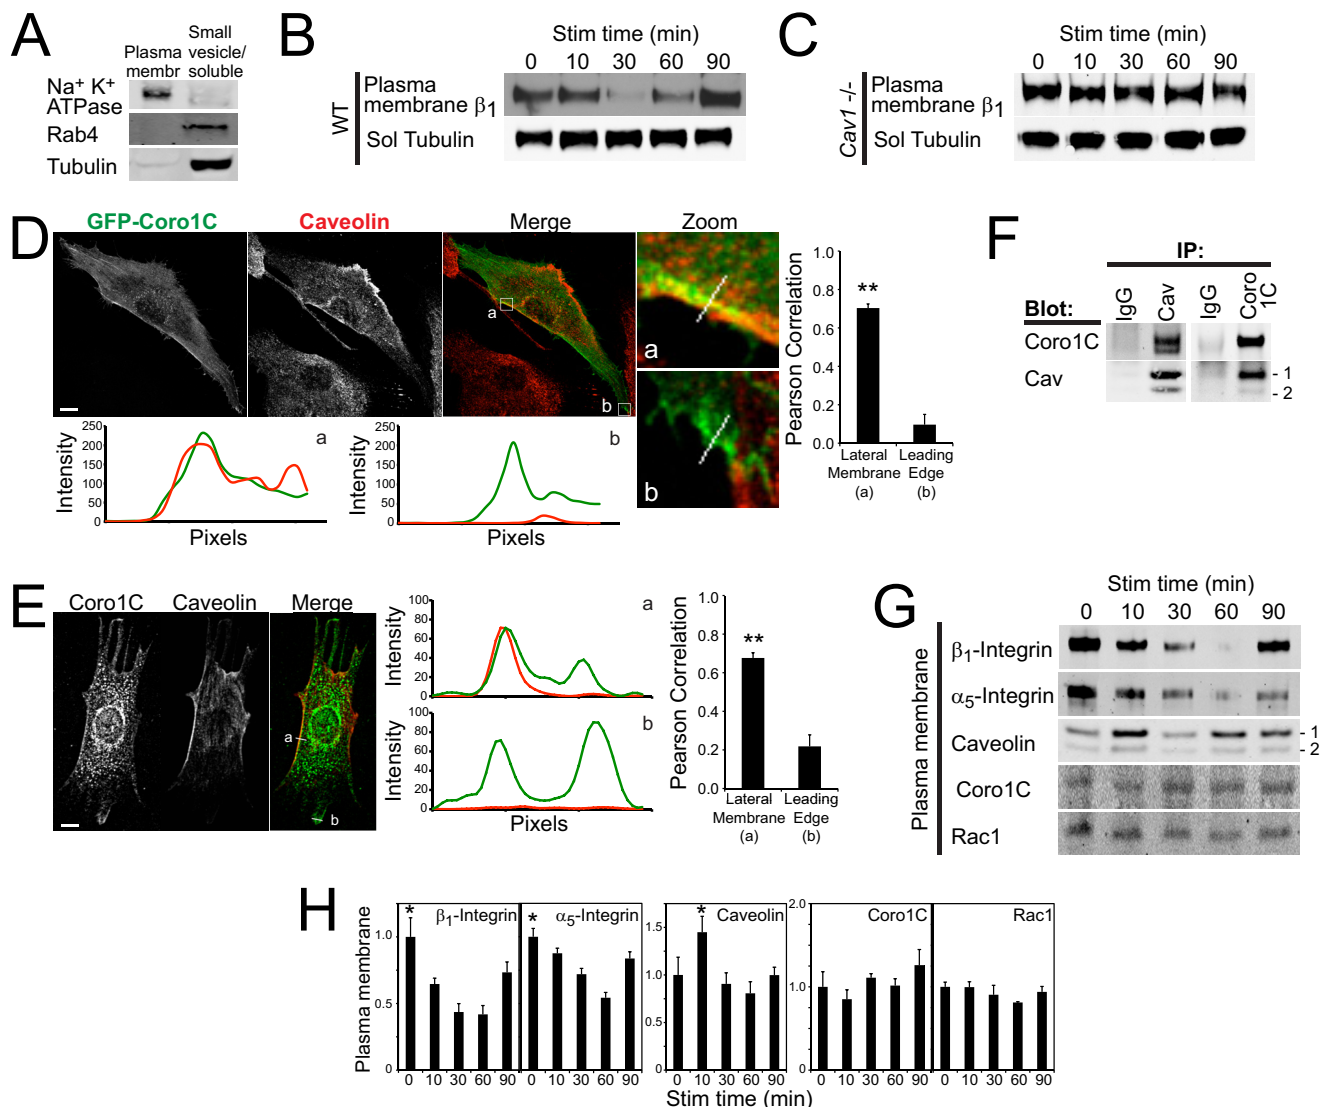 A
Plasma membr
Small vesicle/ soluble
Na+ K+ ATPase
Rab4
Tubulin
B
Stim time (min)
0 10 30 60 90
WT
Plasma membrane β1
Sol Tubulin
C
Stim time (min)
0 10 30 60 90
Cav1 -/-
Plasma membrane β1
Sol Tubulin
D
GFP-Coro1C
Caveolin
Merge
Zoom
a
b
a
b
Intensity
250
200
150
100
50
0
a
Pixels
Intensity
250
200
150
100
50
0
b
Pixels
Pearson Correlation
1.0
0.8
0.6
0.4
0.2
0.0
**
Lateral Membrane (a)
Leading Edge (b)
F
IP:
Blot:
IgG
Cav
IgG
Coro 1C
Coro1C
Cav
- 1
- 2
E
Coro1C
Caveolin
Merge
a
b
Intensity
100
80
60
40
20
0
a
Intensity
100
80
60
40
20
0
b
Pixels
Pearson Correlation
1.0
0.8
0.6
0.4
0.2
0.0
**
Lateral Membrane (a)
Leading Edge (b)
G
Stim time (min)
0 10 30 60 90
Plasma membrane
β1-Integrin
α5-Integrin
Caveolin
- 1
- 2
Coro1C
Rac1
H
Plasma membrane
1.0
0.5
0
*
β1-Integrin
0 10 30 60 90
*
α5-Integrin
0 10 30 60 90
1.5
1.0
0.5
0
*
Caveolin
0 10 30 60 90
2.0
1.0
0
Coro1C
0 10 30 60 90
Rac1
0 10 30 60 90
Stim time (min)